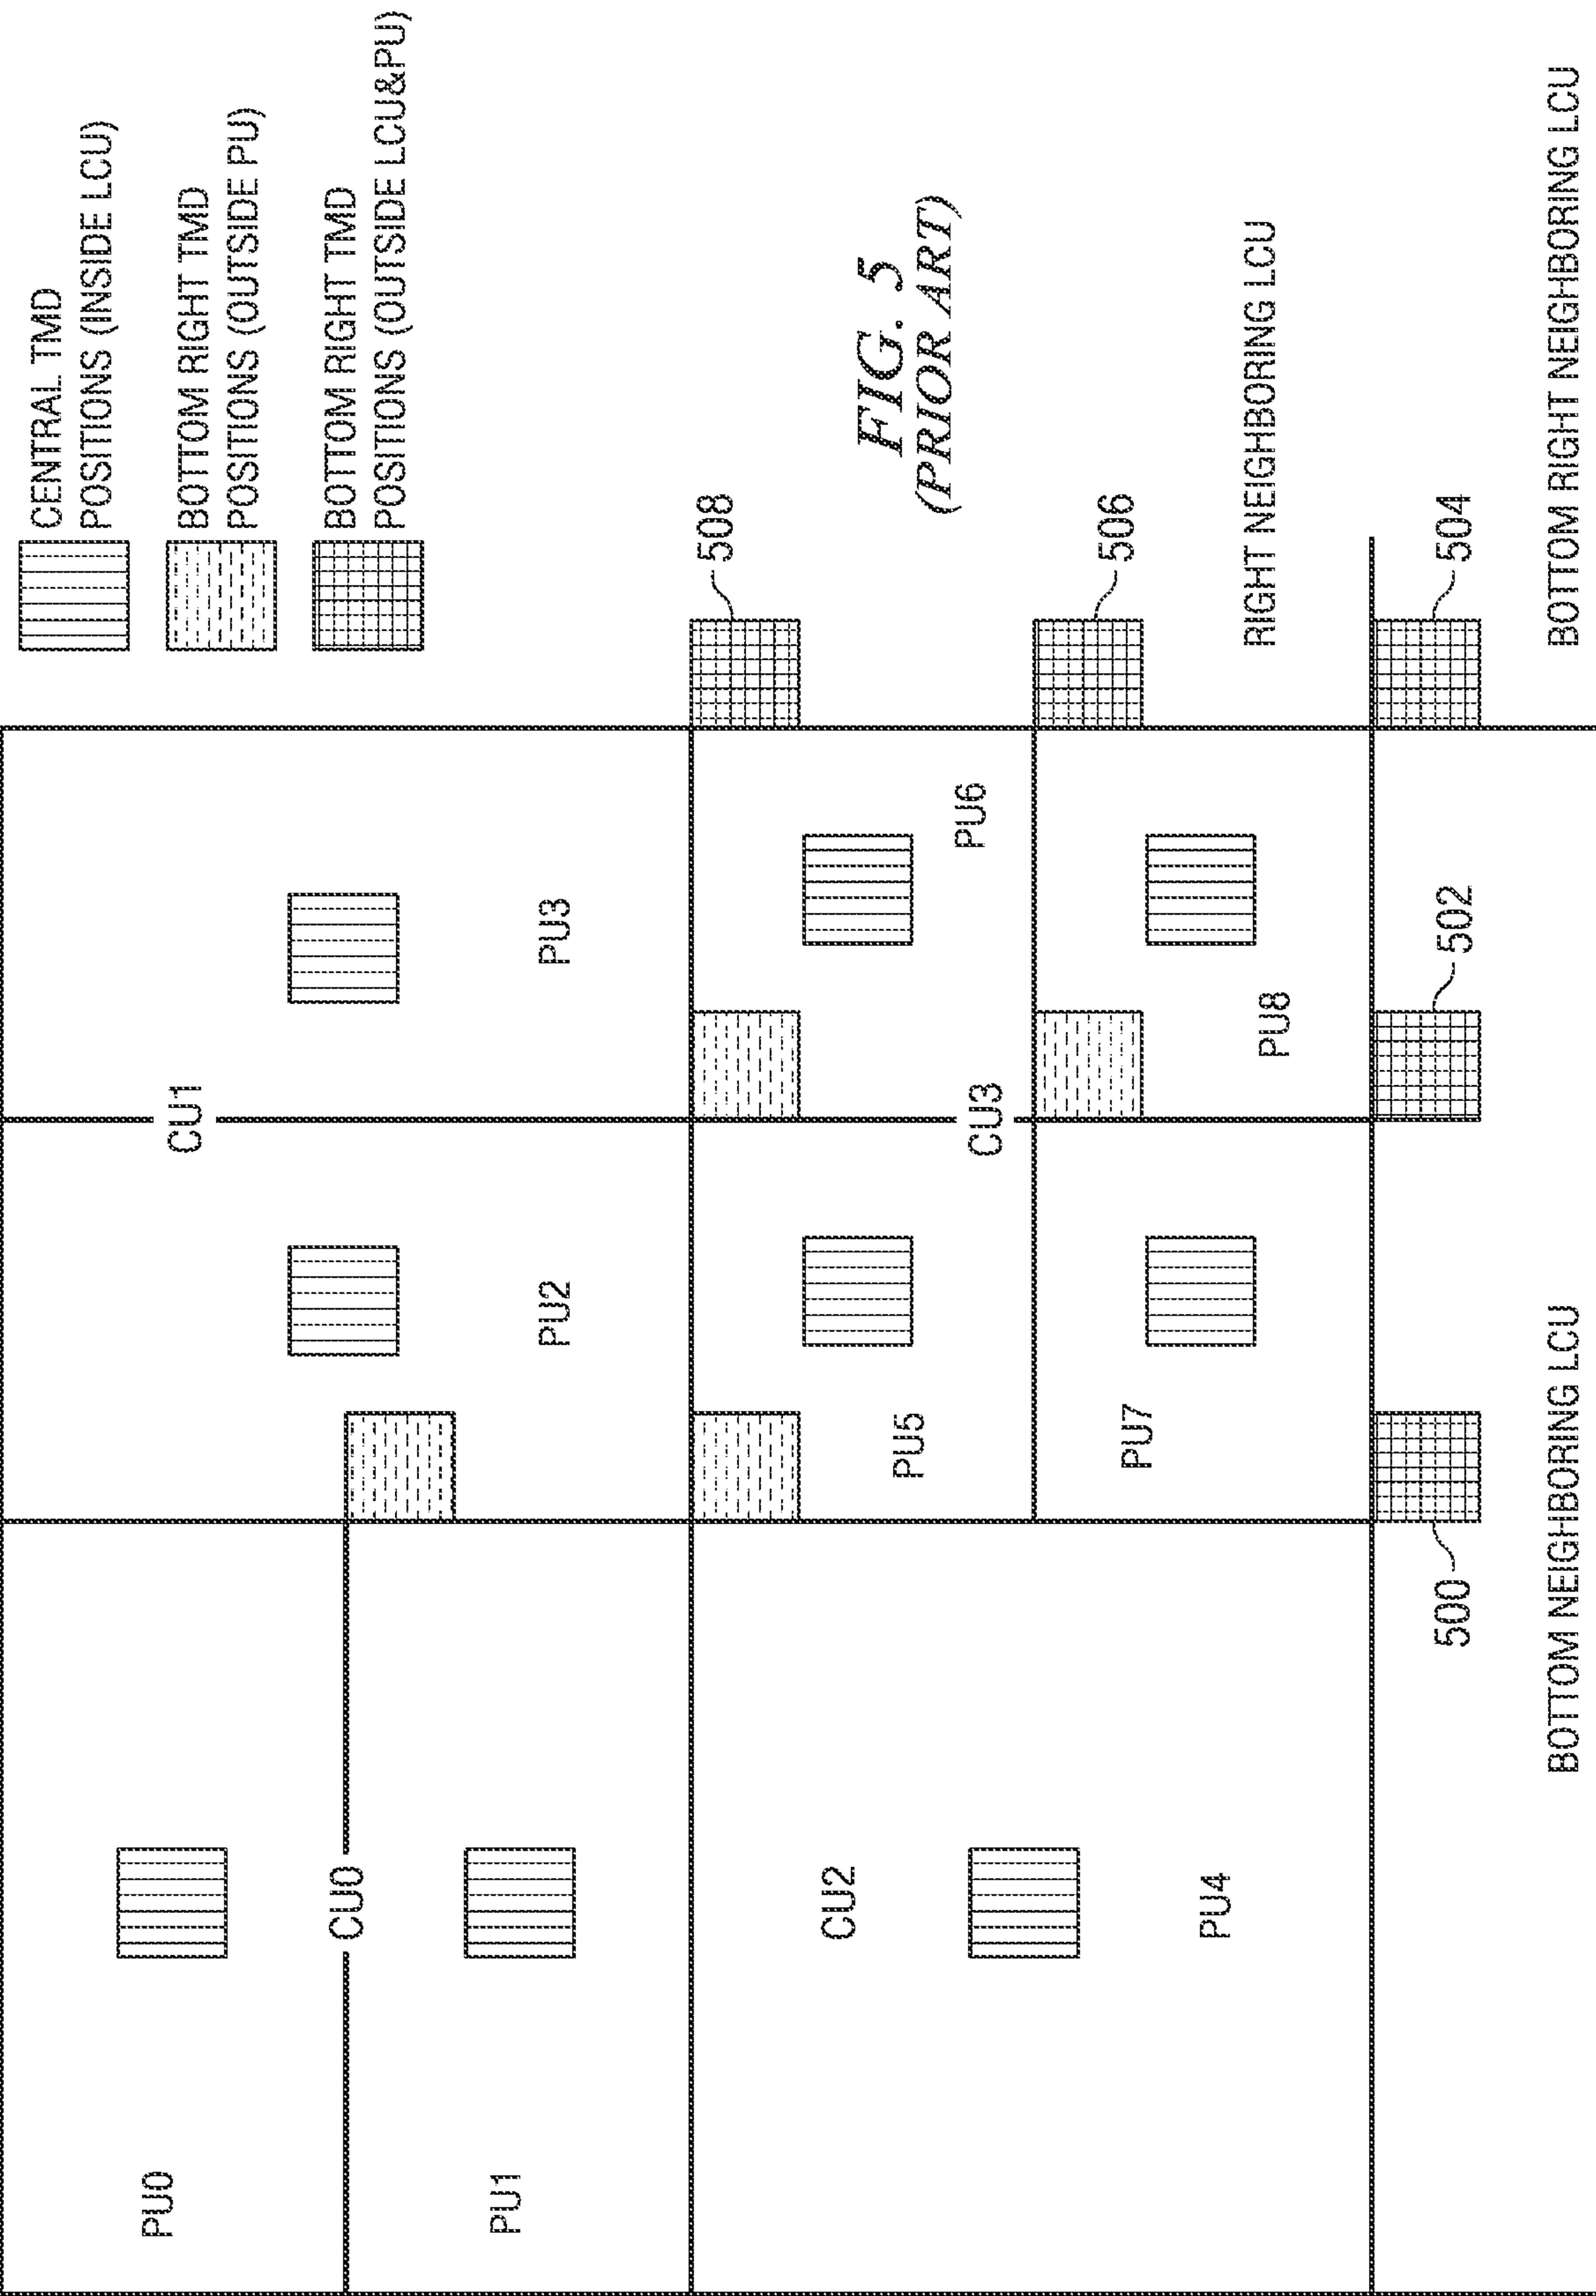 CENTRAL TMD
POSITIONS (INSIDE LCU)
BOTTOM RIGHT TMD
POSITIONS (OUTSIDE PU)
BOTTOM RIGHT TMD
POSITIONS (OUTSIDE LCU&PU)
PU0
CU0
PU1
CU1
PU2
PU3
CU2
PU4
PU5
PU6
CU3
PU7
PU8
508
506
504
502
500
FIG. 5
(PRIOR ART)
RIGHT NEIGHBORING LCU
BOTTOM NEIGHBORING LCU
BOTTOM RIGHT NEIGHBORING LCU